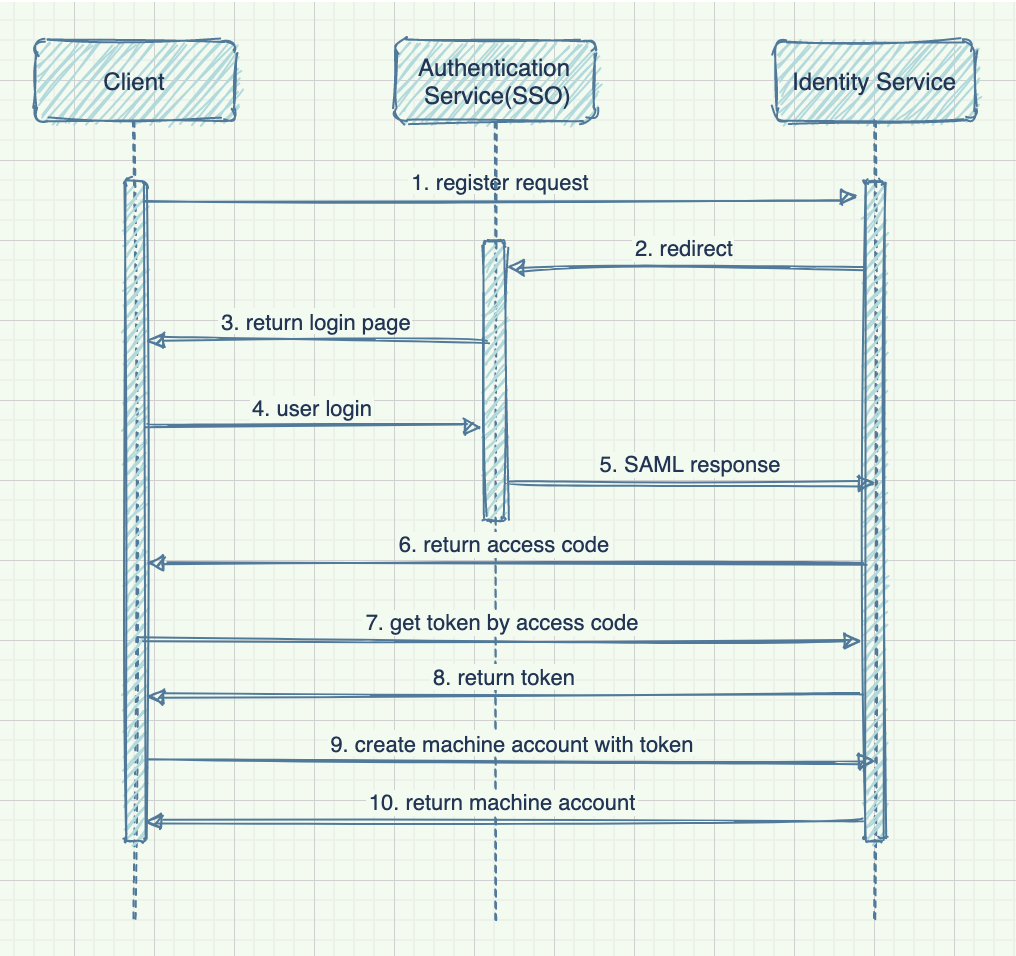 Client
Authentication
Service(SSO)
Identity Service
1. register request
2. redirect
3. return login page
4. user login
5. SAML response
6. return access code
7. get token by access code
8. return token
9. create machine account with token
10. return machine account